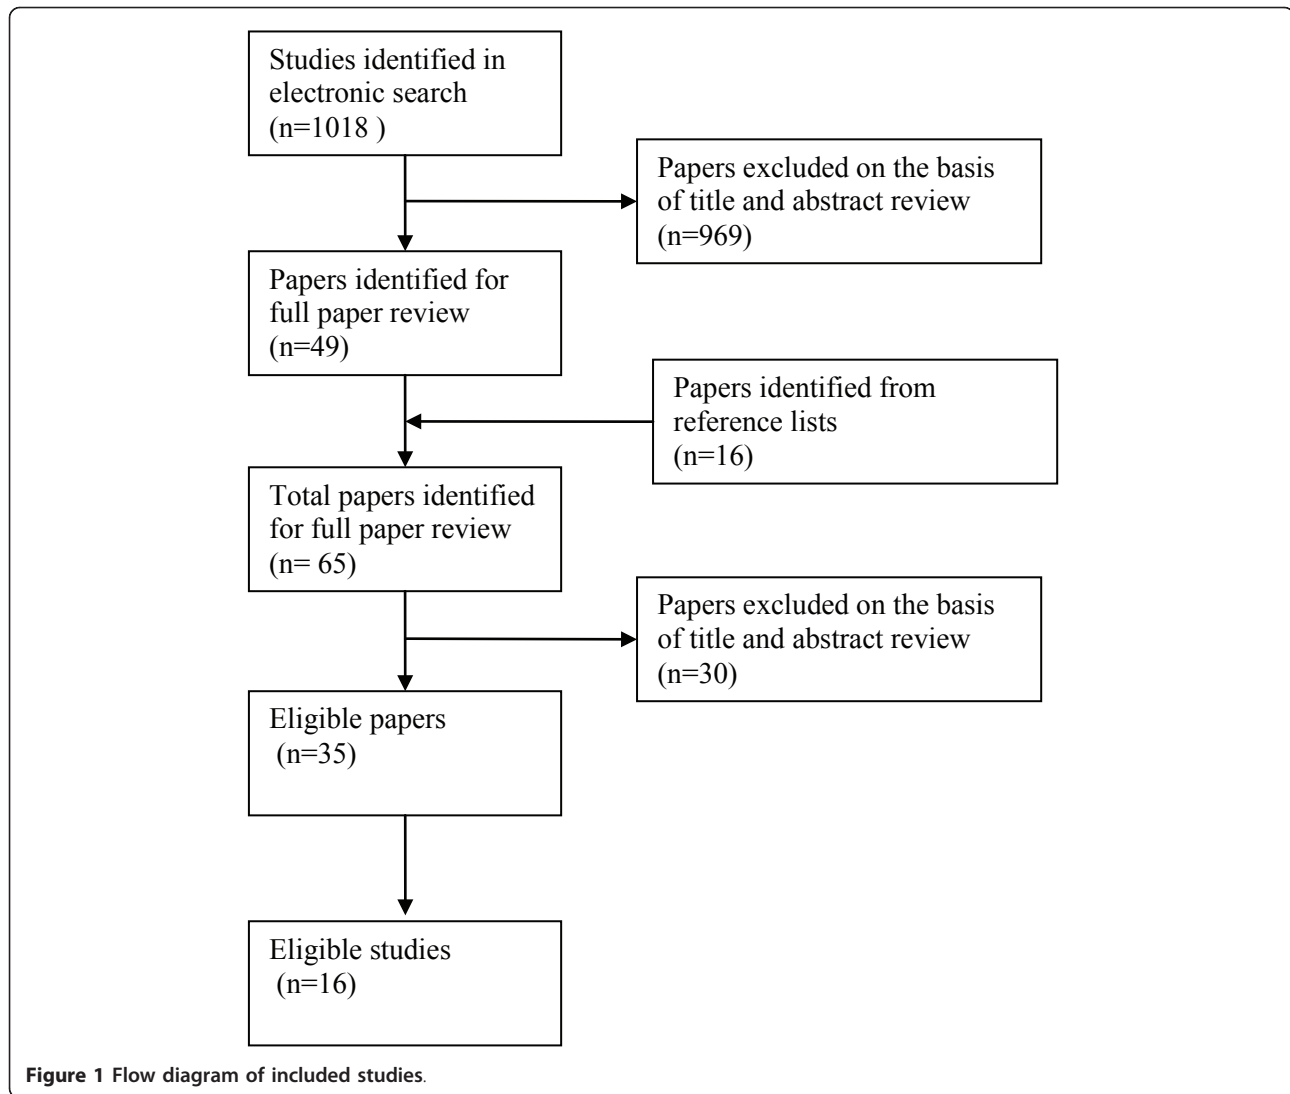 Studies identified in
electronic search
(n=1018 )
Papers excluded on the basis
of title and abstract review
(n=969)
Papers identified for
full paper review
(n=49)
Papers identified from
reference lists
(n=16)
Total papers identified
for full paper review
(n= 65)
Papers excluded on the basis
of title and abstract review
(n=30)
Eligible papers
(n=35)
Eligible studies
(n=16)
Figure 1 Flow diagram of included studies.